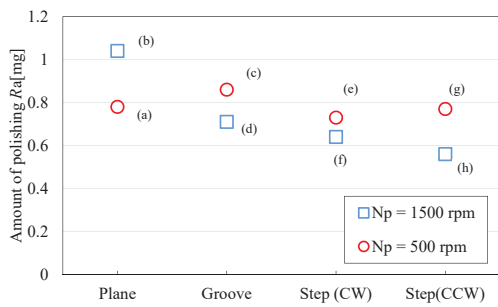 Amount of polishing Ra[mg]
1.2
1
0.8
0.6
0.4
0.2
0
(b)
(a)
(c)
(d)
(e)
(f)
(g)
(h)
Np = 1500 rpm
Np = 500 rpm
Plane
Groove
Step (CW)
Step(CCW)